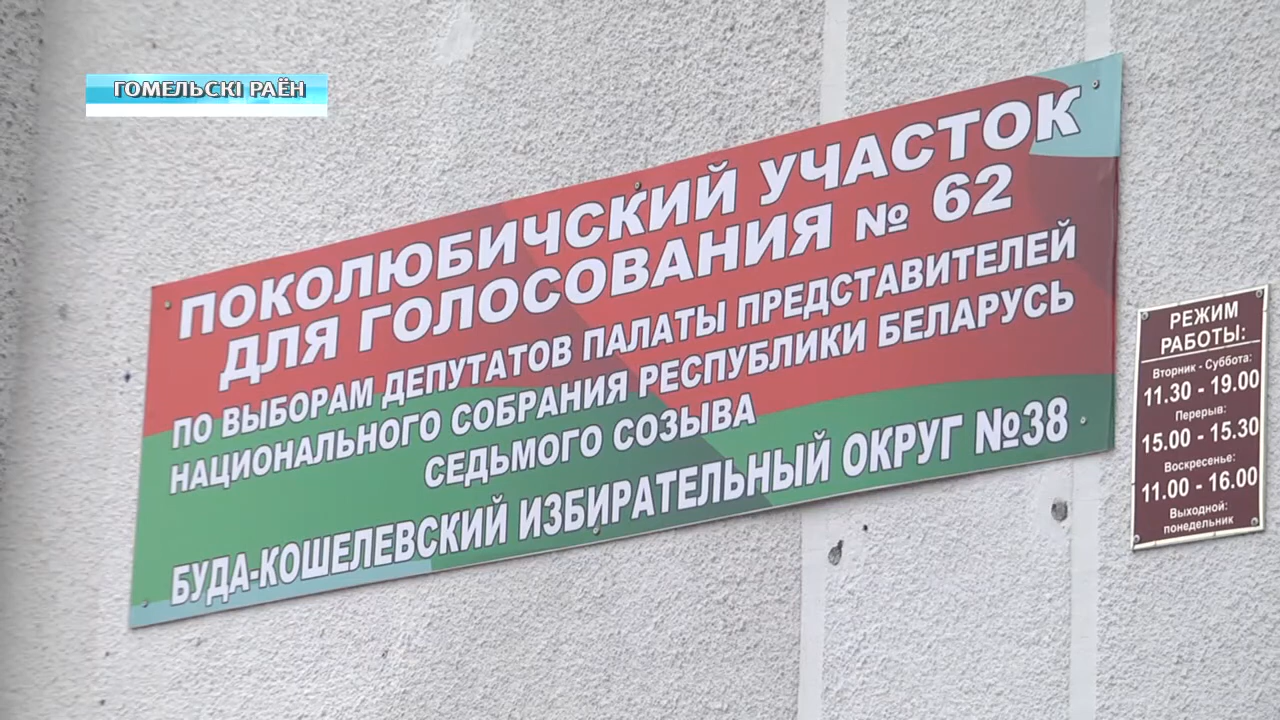 ГОМЕЛЬСКІ РАЁН
ПОКОЛЮБИЧСКИЙ УЧАСТОК
ДЛЯ ГОЛОСОВАНИЯ № 62
ПО ВЫБОРАМ ДЕПУТАТОВ ПАЛАТЫ ПРЕДСТАВИТЕЛЕЙ
НАЦИОНАЛЬНОГО СОБРАНИЯ РЕСПУБЛИКИ БЕЛАРУСЬ
СЕДЬМОГО СОЗЫВА
БУДА-КОШЕЛЕВСКИЙ ИЗБИРАТЕЛЬНЫЙ ОКРУГ №38
РЕЖИМ
РАБОТЫ:
Вторник - Суббота:
11.30 - 19.00
Перерыв:
15.00 - 15.30
Воскресенье:
11.00 - 16.00
Выходной:
понедельник